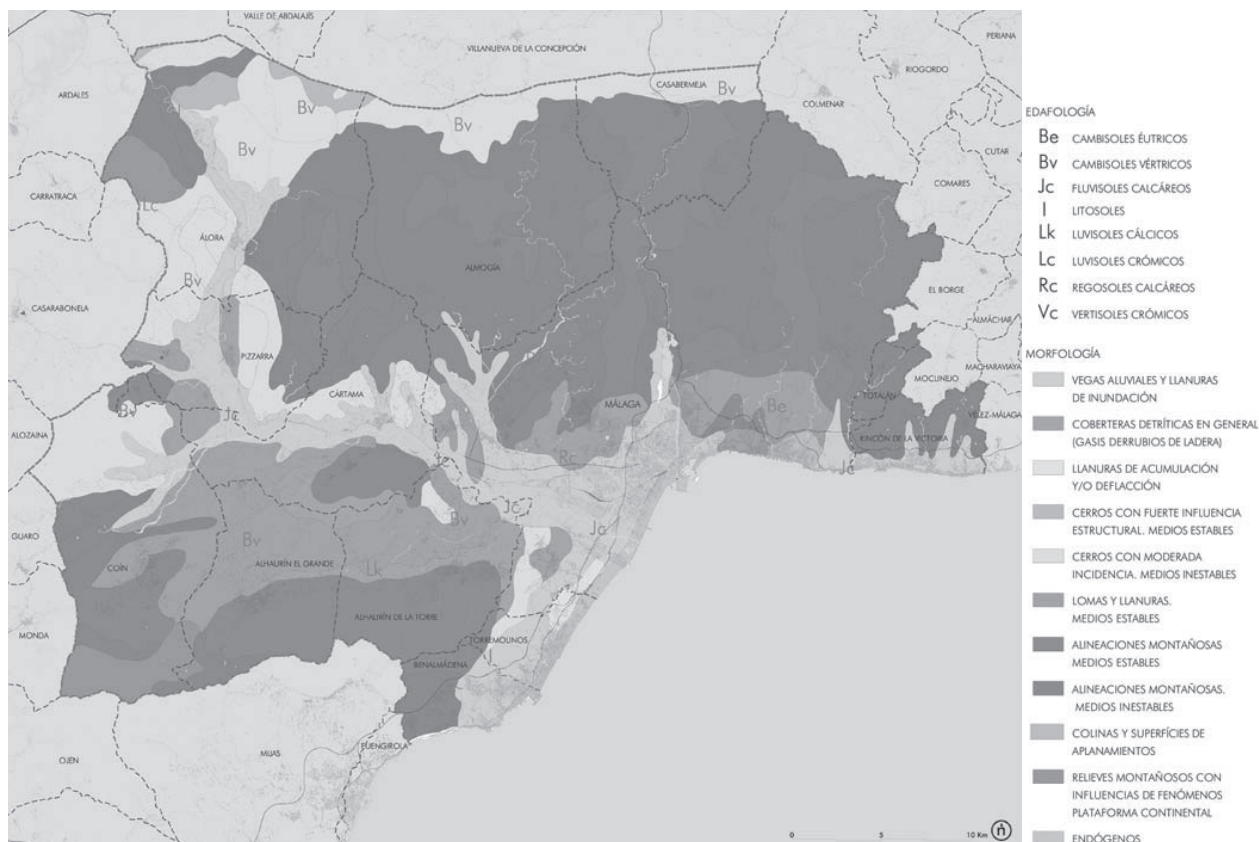 VALLE DE ABDALAJÍS
VILLANUEVA DE LA CONCEPCIÓN
PERIANA
RIOGORDO
CASABERMEJA
Bv
COLMENAR
ARDALES
Bv
Bv
Bv
CUTAR
COMARES
CARRATRACA
Lc
ÁLORA
ALMOGÍA
Bv
EL BORGE
CASARABONELA
ALMÁCHAR
PIZZARRA
MACHARAVIAYA
MOCLINEJO
CÁRTAMA
MÁLAGA
TOTALÁN
Bv
Jc
Be
VÉLEZ-MÁLAGA
ALOZAINA
RINCÓN DE LA VICTORIA
Rc
Jc
Jc
Jc
Bv
Jc
GUARO
Bv
COÍN
ALHAURÍN EL GRANDE
Lk
ALHAURÍN DE LA TORRE
MONDA
TORREMOLINOS
BENALMÁDENA
I
FUENGIROLA
MIJAS
OJEN
0 5 10 Km
n
EDAFOLOGÍA
Be CAMBISOLES ÉUTRICOS
Bv CAMBISOLES VÉRTRICOS
Jc FLUVISOLES CALCÁREOS
I LITOSOLES
Lk LUVISOLES CÁLCICOS
Lc LUVISOLES CRÓMICOS
Rc REGOSOLES CALCÁREOS
Vc VERTISOLES CRÓMICOS
MORFOLOGÍA
VEGAS ALUVIALES Y LLANURAS
DE INUNDACIÓN
COBERTERAS DETRÍTICAS EN GENERAL
(GASIS DERRUBIOS DE LADERA)
LLANURAS DE ACUMULACIÓN
Y/O DEFLACCIÓN
CERROS CON FUERTE INFLUENCIA
ESTRUCTURAL. MEDIOS ESTABLES
CERROS CON MODERADA
INCIDENCIA. MEDIOS INESTABLES
LOMAS Y LLANURAS.
MEDIOS ESTABLES
ALINEACIONES MONTAÑOSAS
MEDIOS ESTABLES
ALINEACIONES MONTAÑOSAS.
MEDIOS INESTABLES
COLINAS Y SUPERFÍCIES DE
APLANAMIENTOS
RELIEVES MONTAÑOSOS CON
INFLUENCIAS DE FENÓMENOS
PLATAFORMA CONTINENTAL
ENDÓGENOS